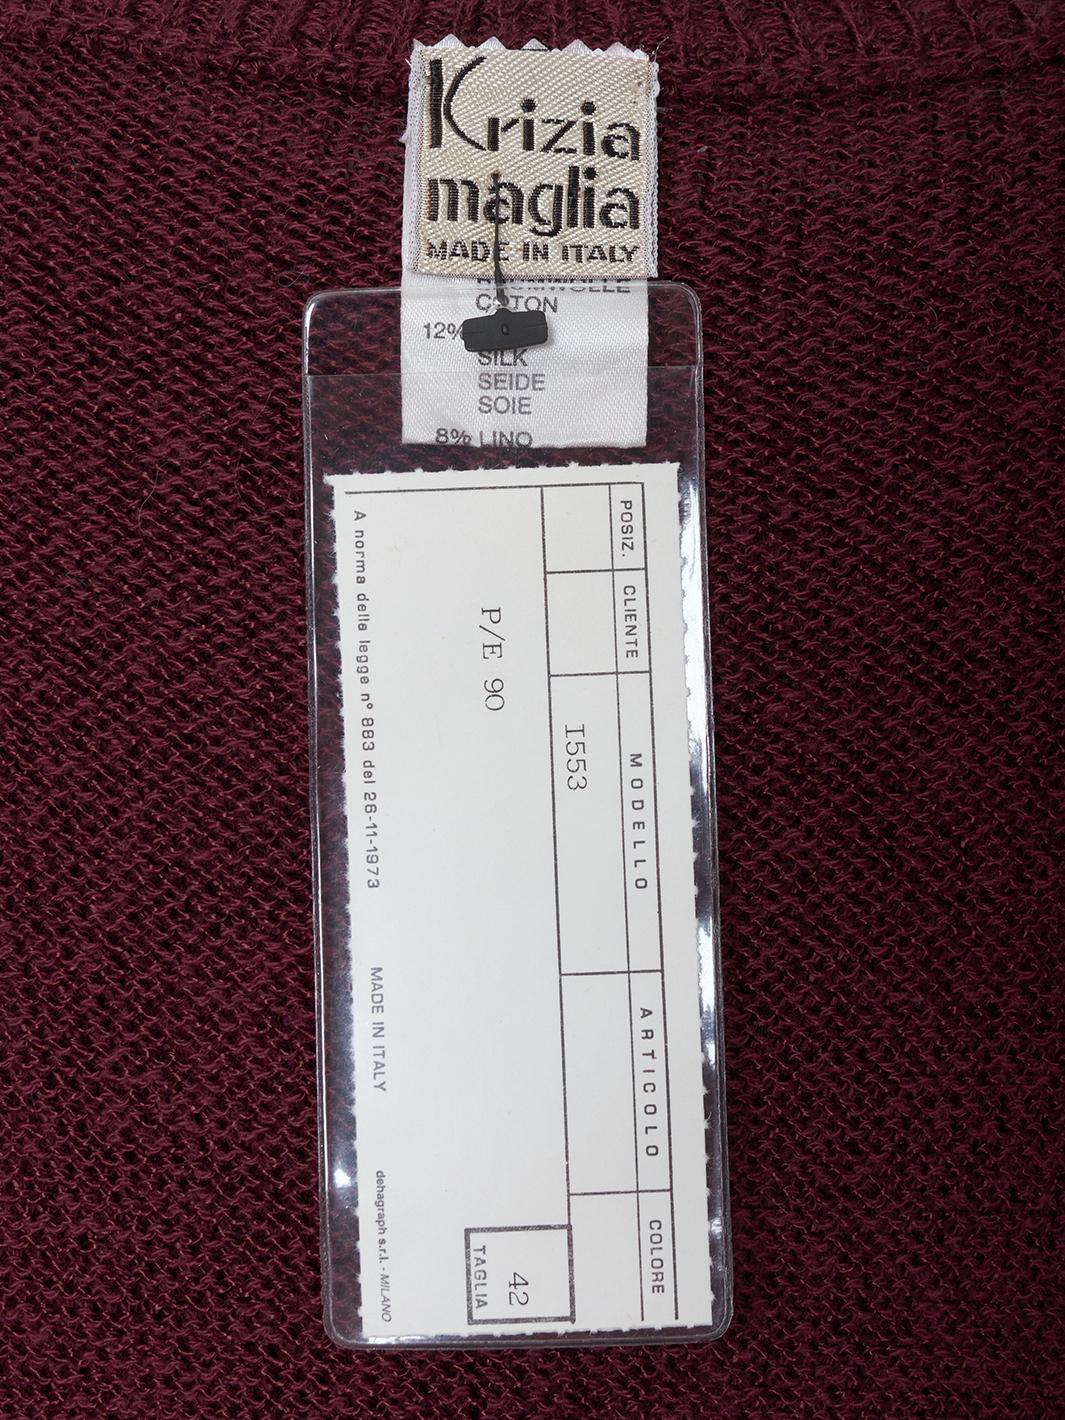 Krizia
maglia
MADE IN ITALY
COTON
12%
SILK
SEIDE
SOIE
8% LINO
POSIZ. CLIENTE MODELLO ARTICOLO COLORE
I553
P/E 90
42
TAGLIA
A norma della legge n° 883 del 26-11-1973 MADE IN ITALY dehagraph s.r.l. - MILANO